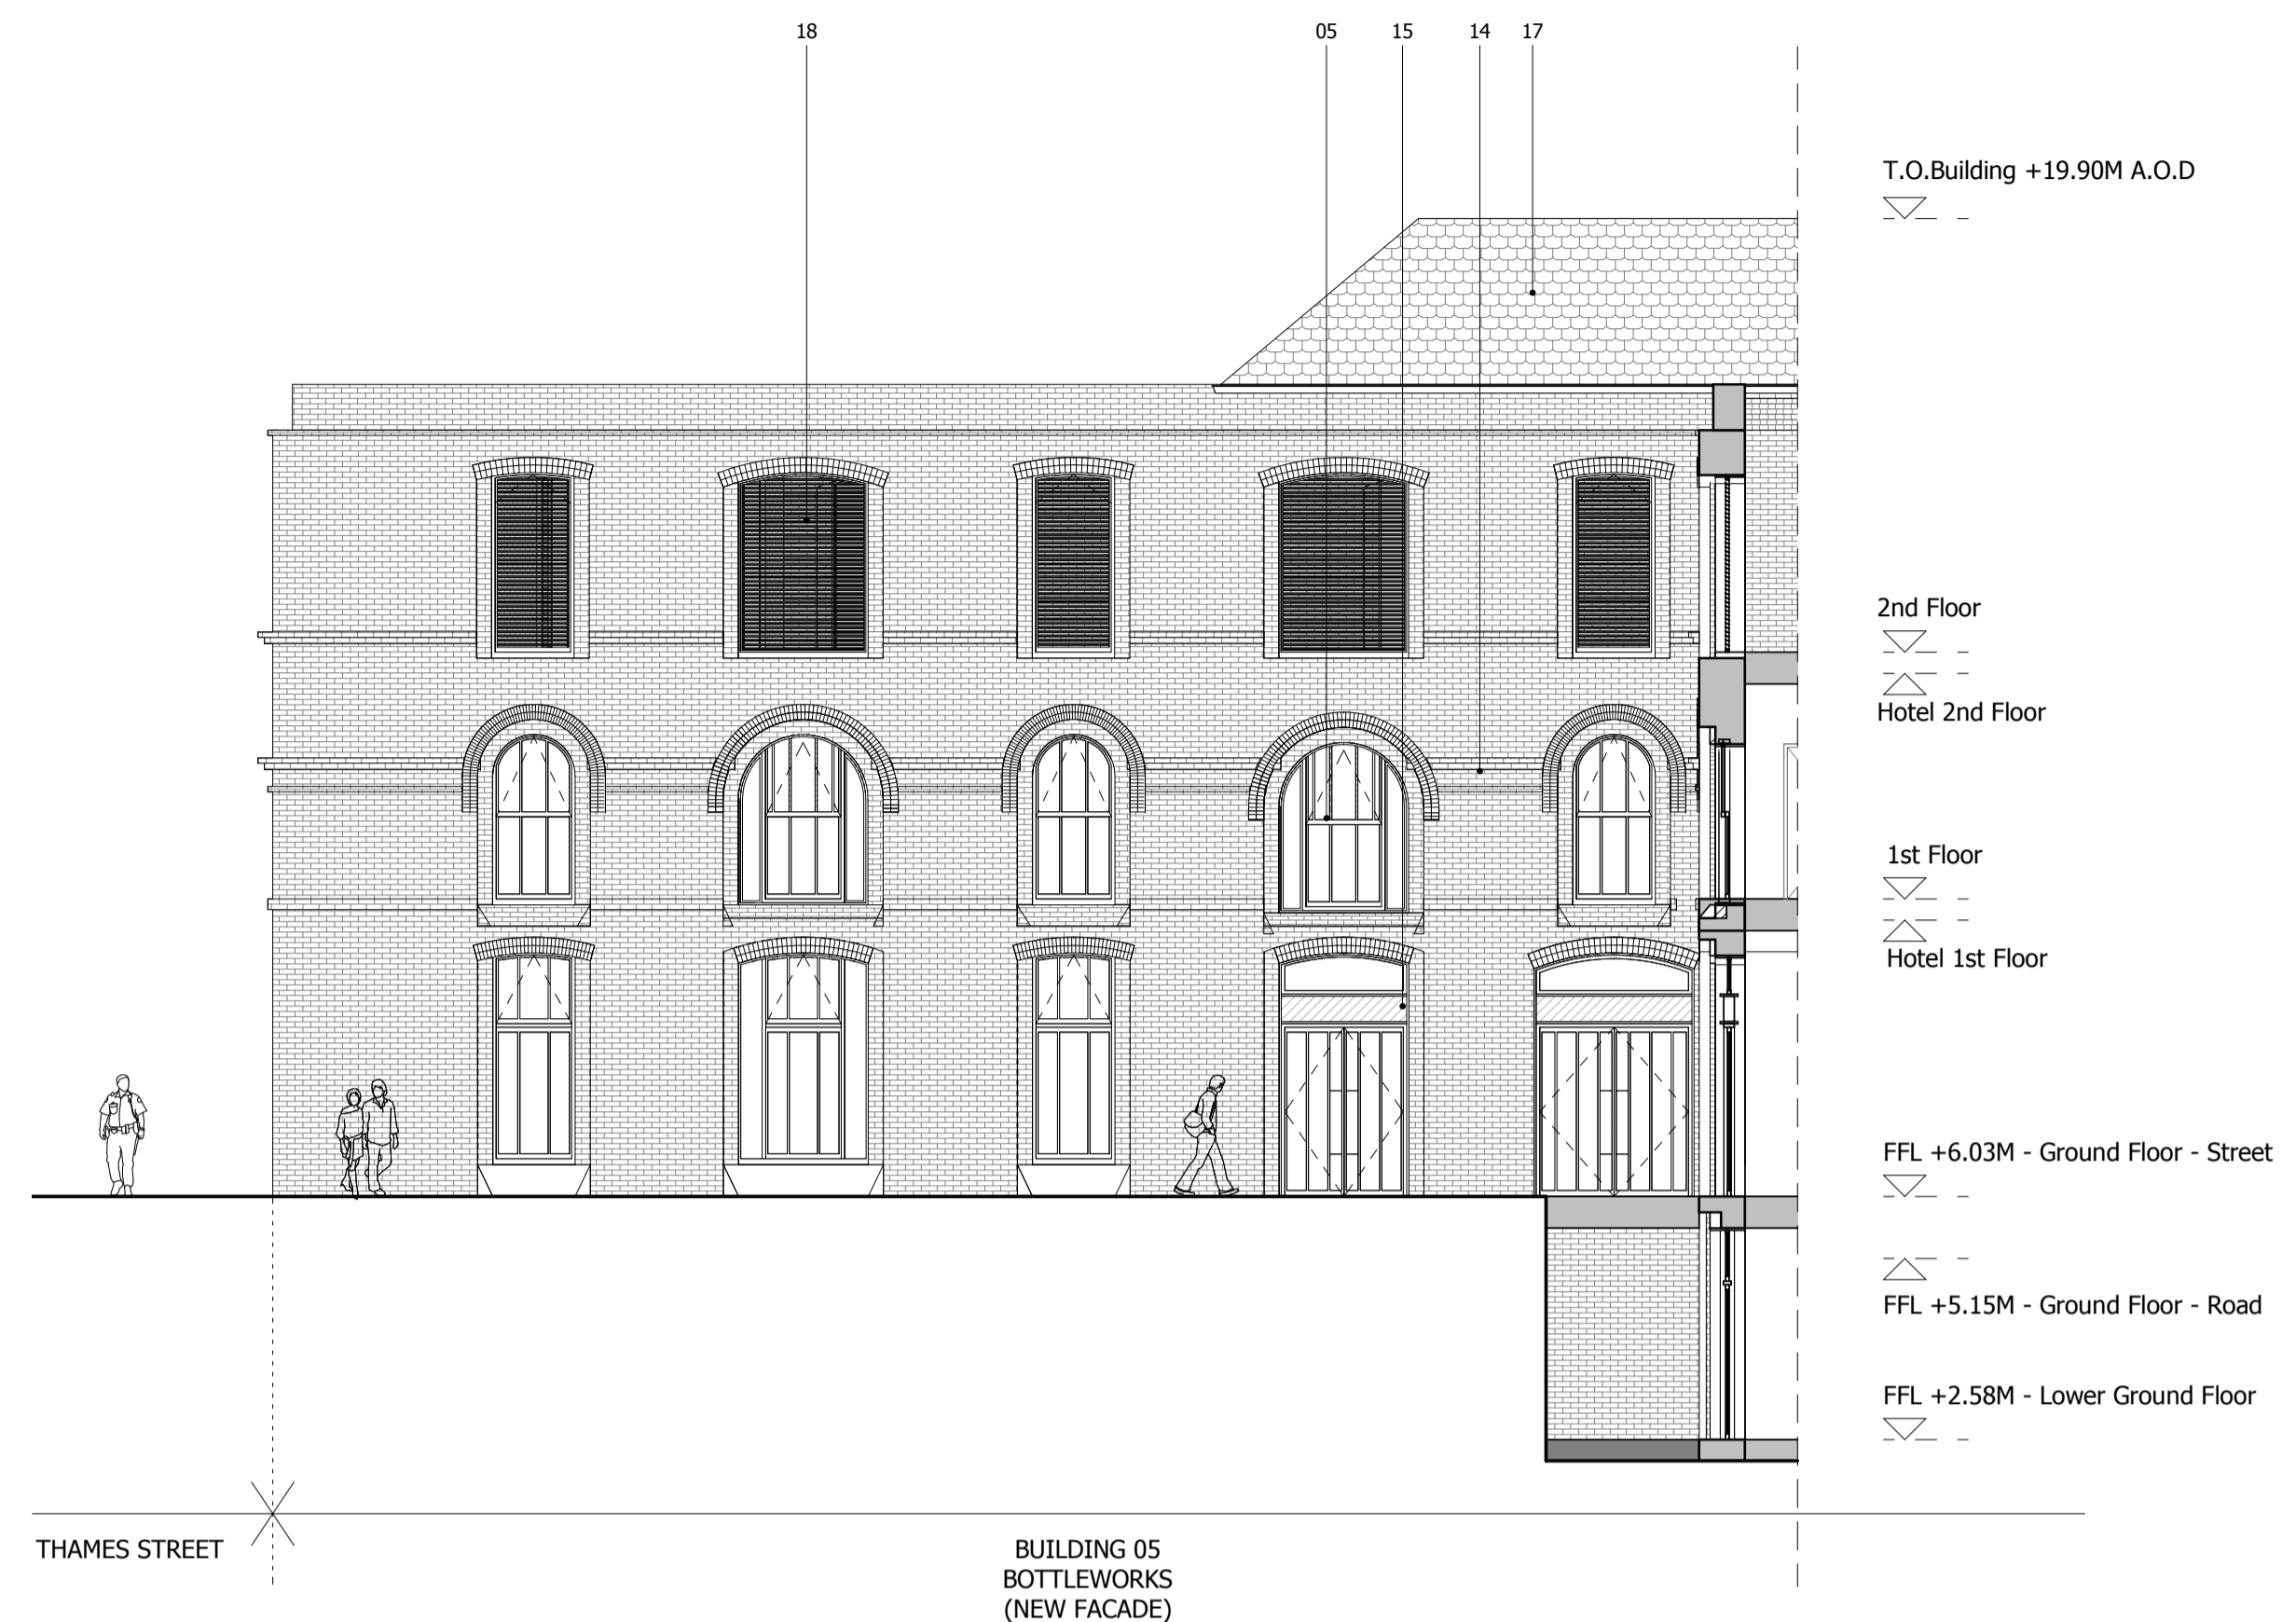 18 05 15 14 17
T.O.Building +19.90M A.O.D
2nd Floor
Hotel 2nd Floor
1st Floor
Hotel 1st Floor
FFL +6.03M - Ground Floor - Street
FFL +5.15M - Ground Floor - Road
FFL +2.58M - Lower Ground Floor
THAMES STREET
BUILDING 05
BOTTLEWORKS
(NEW FACADE)